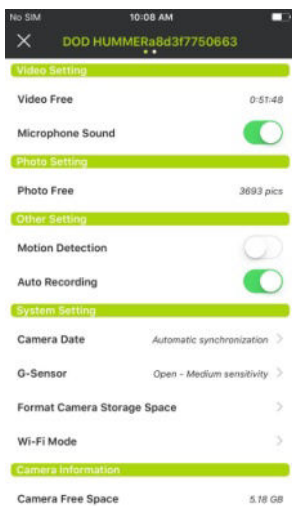 No SIM 10:08 AM
DOD HUMMERa8d3f7750663
Video Setting
Video Free 0:51:48
Microphone Sound
Photo Setting
Photo Free 3693 pics
Other Setting
Motion Detection
Auto Recording
System Setting
Camera Date Automatic synchronization
G-Sensor Open - Medium sensitivity
Format Camera Storage Space
Wi-Fi Mode
Camera Information
Camera Free Space 5.18 GB